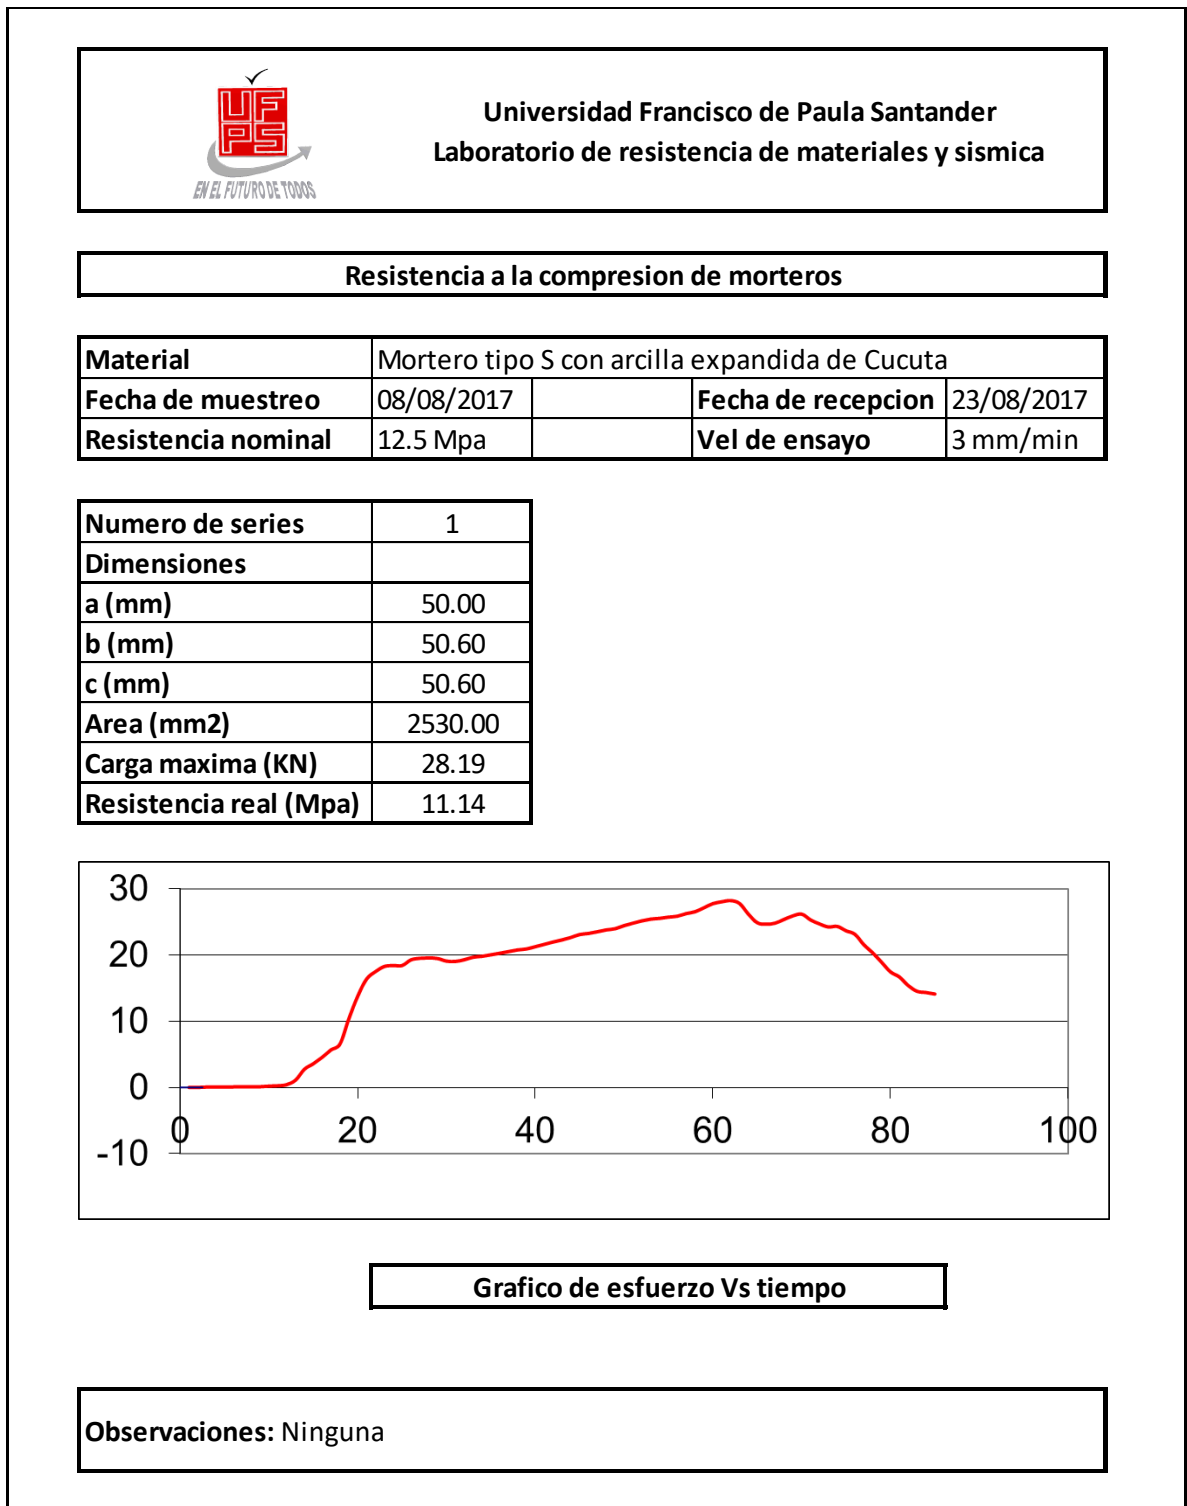 UF
PS
EN EL FUTURO DE TODOS
Universidad Francisco de Paula Santander
Laboratorio de resistencia de materiales y sismica
Resistencia a la compresion de morteros
Material Mortero tipo S con arcilla expandida de Cucuta
Fecha de muestreo 08/08/2017 Fecha de recepcion 23/08/2017
Resistencia nominal 12.5 Mpa Vel de ensayo 3 mm/min
Numero de series 1
Dimensiones
a (mm) 50.00
b (mm) 50.60
c (mm) 50.60
Area (mm2) 2530.00
Carga maxima (KN) 28.19
Resistencia real (Mpa) 11.14
30
20
10
0
-10
0 20 40 60 80 100
Grafico de esfuerzo Vs tiempo
Observaciones: Ninguna